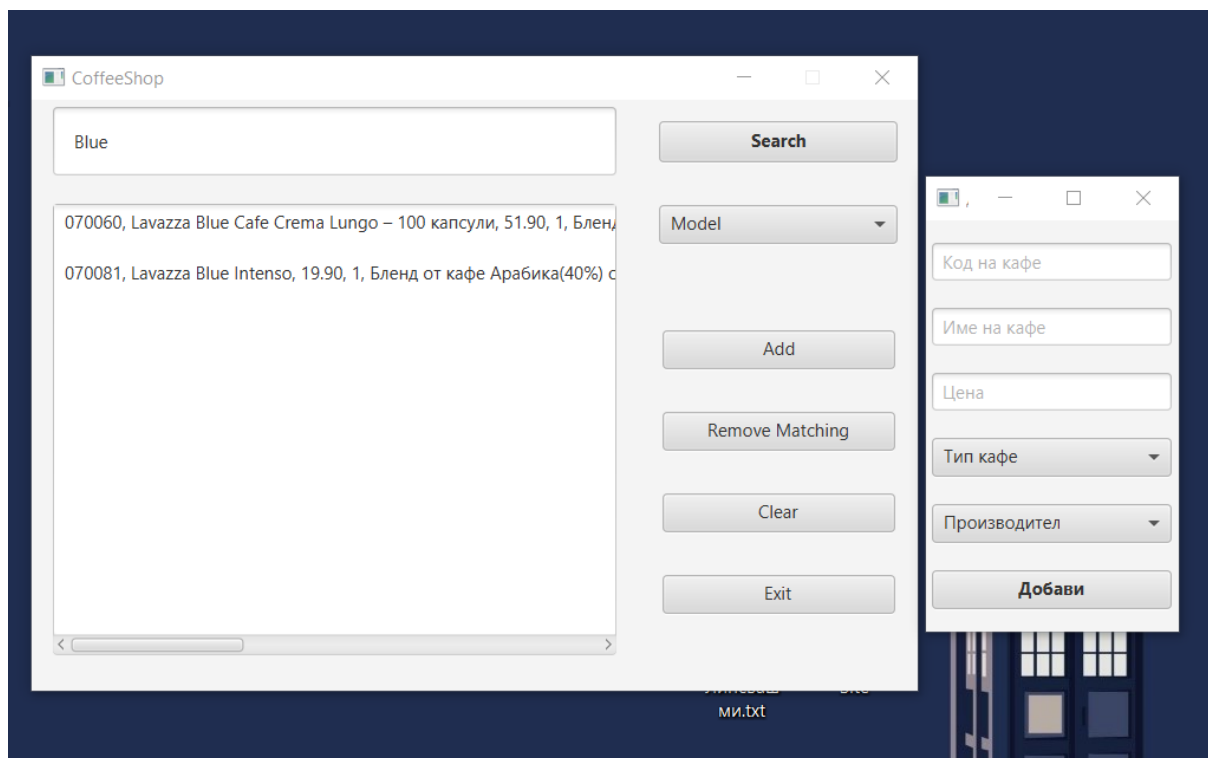 CoffeeShop
Blue
Search
070060, Lavazza Blue Cafe Crema Lungo – 100 капсули, 51.90, 1, Бленд
Model
070081, Lavazza Blue Intenso, 19.90, 1, Бленд от кафе Арабика(40%) с
Add
Remove Matching
Clear
Exit
,
Код на кафе
Име на кафе
Цена
Тип кафе
Производител
Добави
ми.txt